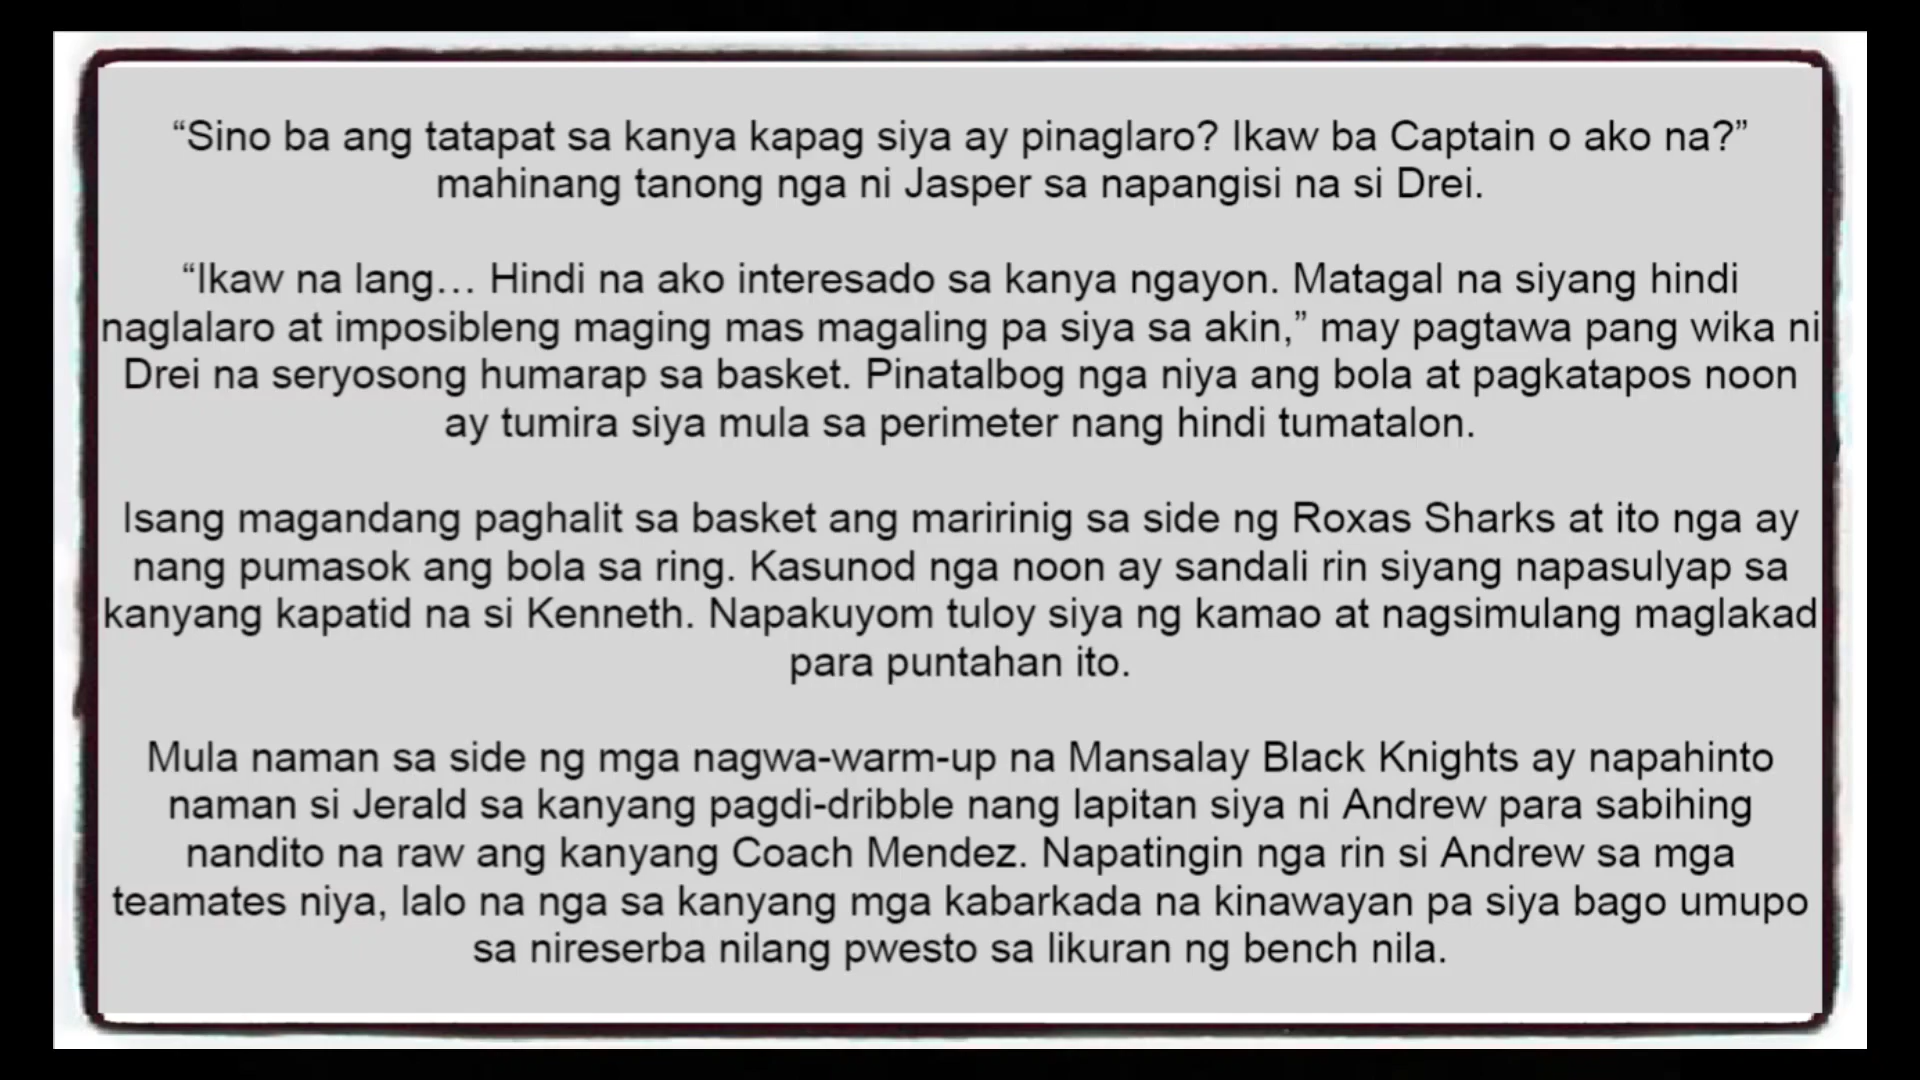 “Sino ba ang tatapat sa kanya kapag siya ay pinaglaro? Ikaw ba Captain o ako na?”
mahinang tanong nga ni Jasper sa napangisi na si Drei.
“Ikaw na lang… Hindi na ako interesado sa kanya ngayon. Matagal na siyang hindi
naglalaro at imposibleng maging mas magaling pa siya sa akin,” may pagtawa pang wika ni
Drei na seryosong humarap sa basket. Pinatalbog nga niya ang bola at pagkatapos noon
ay tumira siya mula sa perimeter nang hindi tumatalon.
Isang magandang paghalit sa basket ang maririnig sa side ng Roxas Sharks at ito nga ay
nang pumasok ang bola sa ring. Kasunod nga noon ay sandali rin siyang napasulyap sa
kanyang kapatid na si Kenneth. Napakuyom tuloy siya ng kamao at nagsimulang maglakad
para puntahan ito.
Mula naman sa side ng mga nagwa-warm-up na Mansalay Black Knights ay napahinto
naman si Jerald sa kanyang pagdi-dribble nang lapitan siya ni Andrew para sabihing
nandito na raw ang kanyang Coach Mendez. Napatingin nga rin si Andrew sa mga
teamates niya, lalo na nga sa kanyang mga kabarkada na kinawayan pa siya bago umupo
sa nireserba nilang pwesto sa likuran ng bench nila.